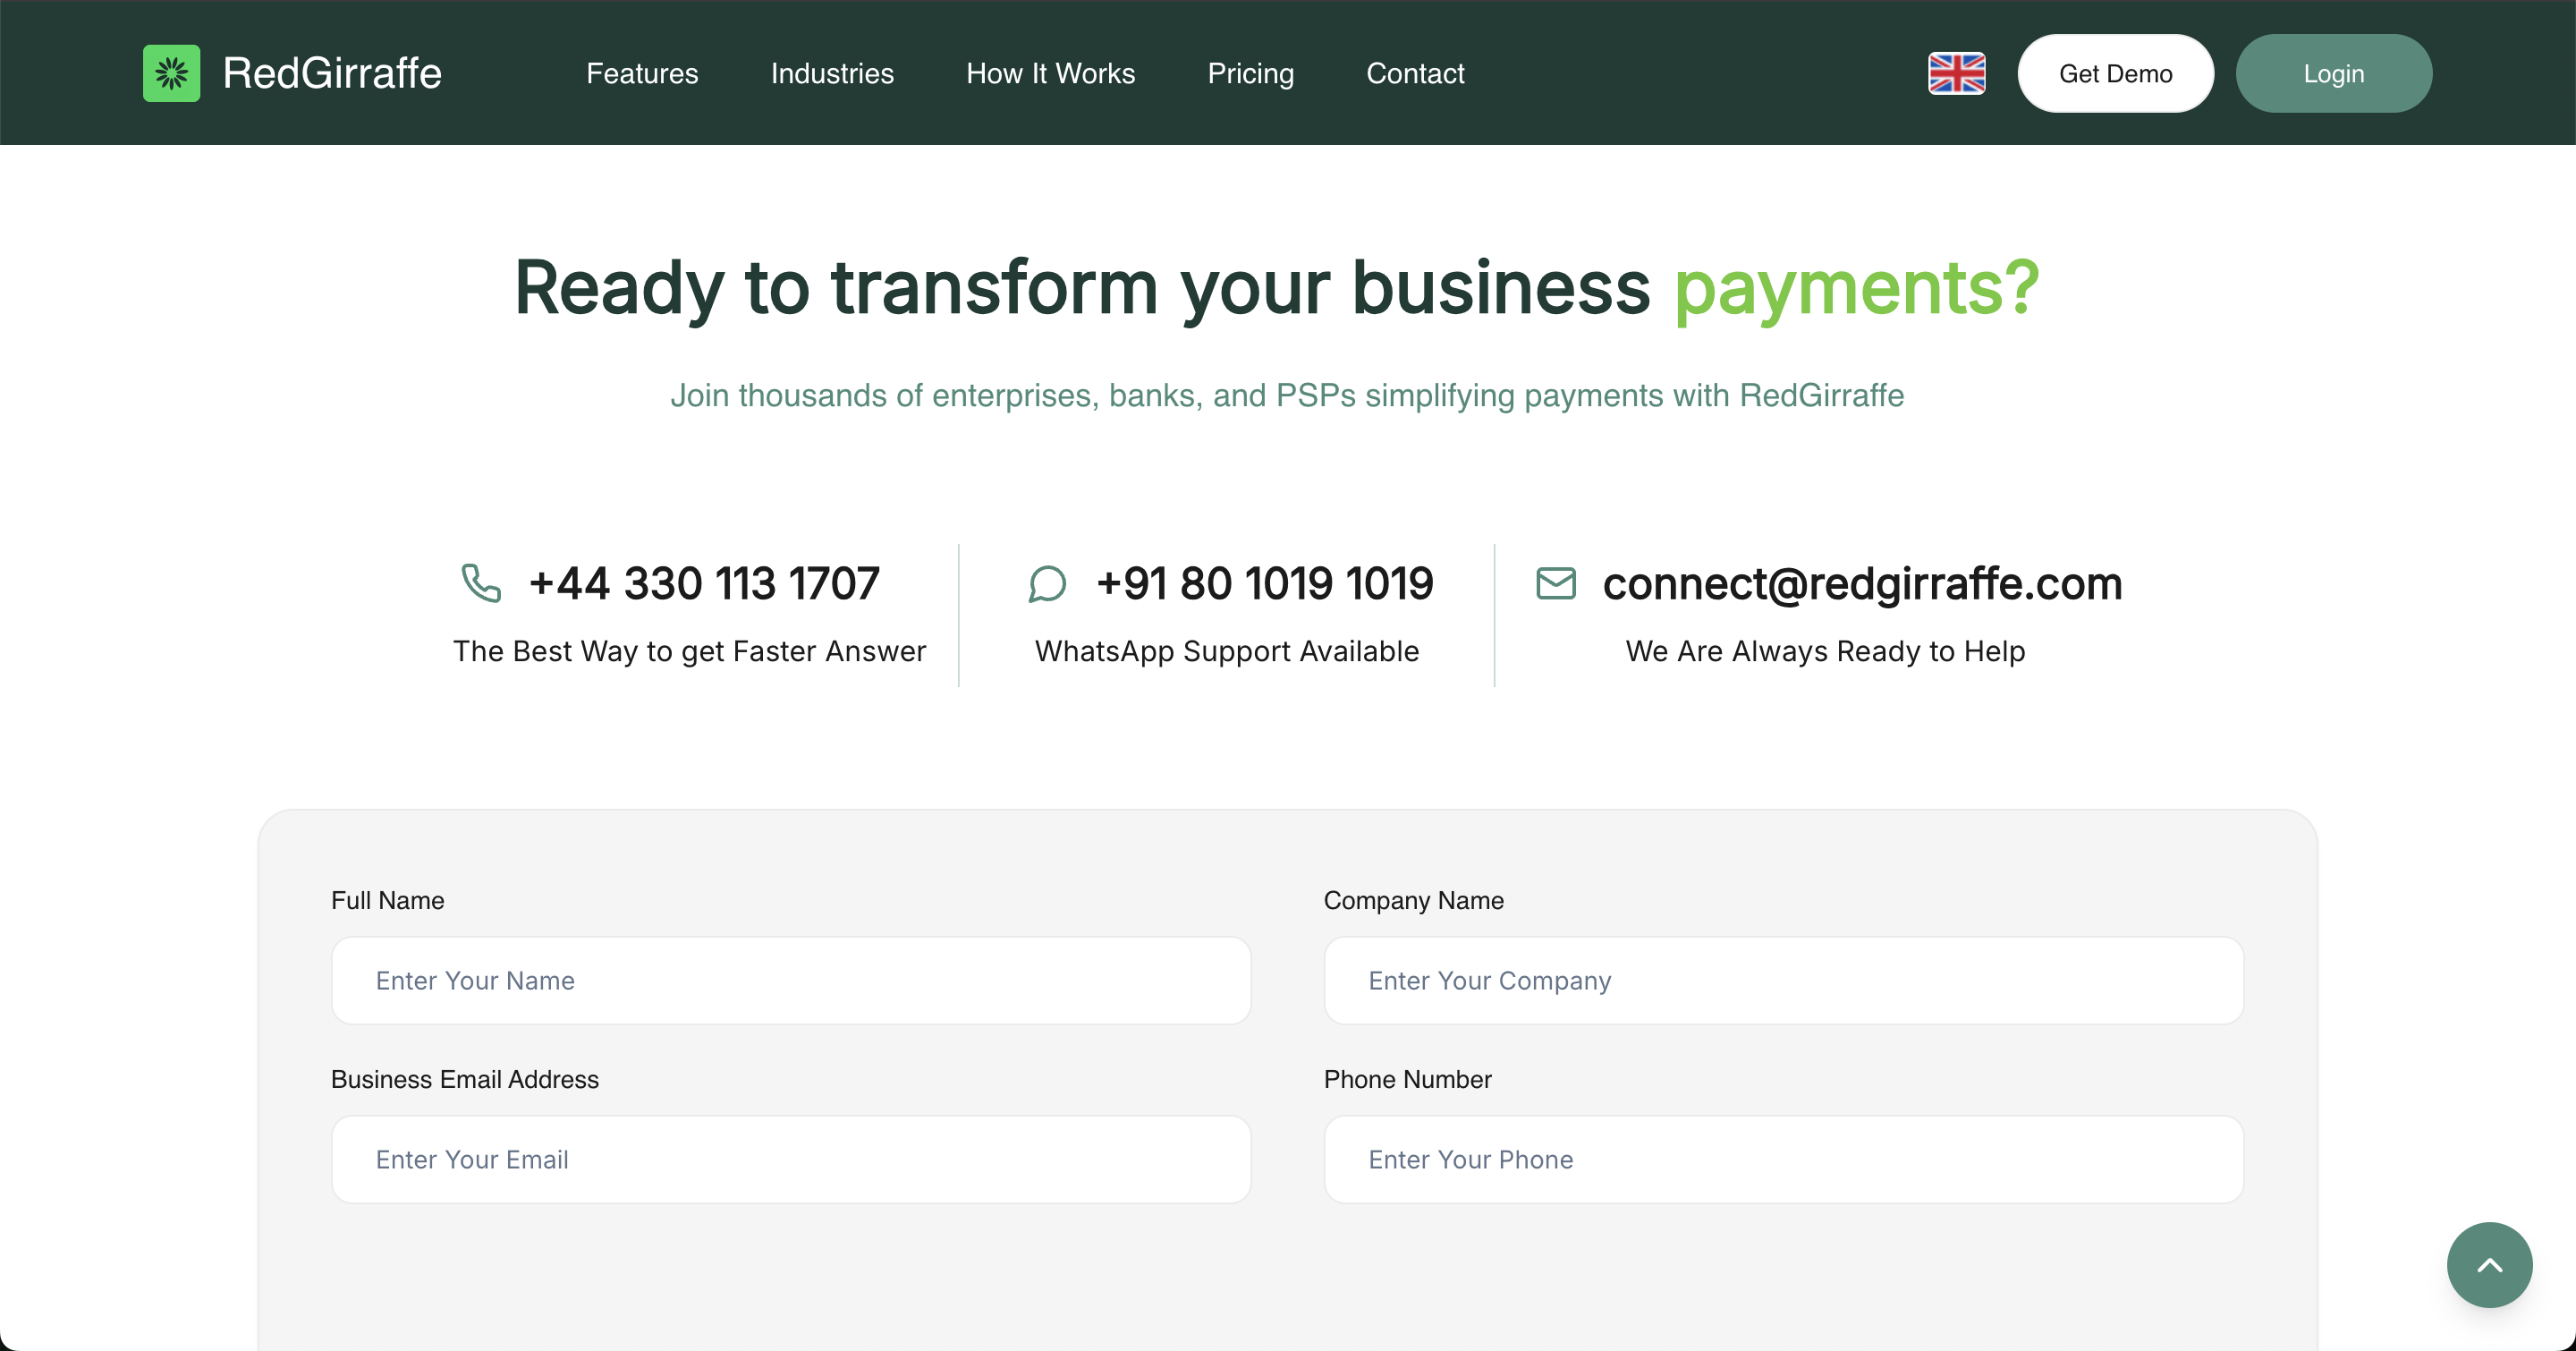 RedGirraffe
Features
Industries
How It Works
Pricing
Contact
Get Demo
Login
Ready to transform your business payments?
Join thousands of enterprises, banks, and PSPs simplifying payments with RedGirraffe
+44 330 113 1707
The Best Way to get Faster Answer
+91 80 1019 1019
WhatsApp Support Available
connect@redgirraffe.com
We Are Always Ready to Help
Full Name
Enter Your Name
Company Name
Enter Your Company
Business Email Address
Enter Your Email
Phone Number
Enter Your Phone